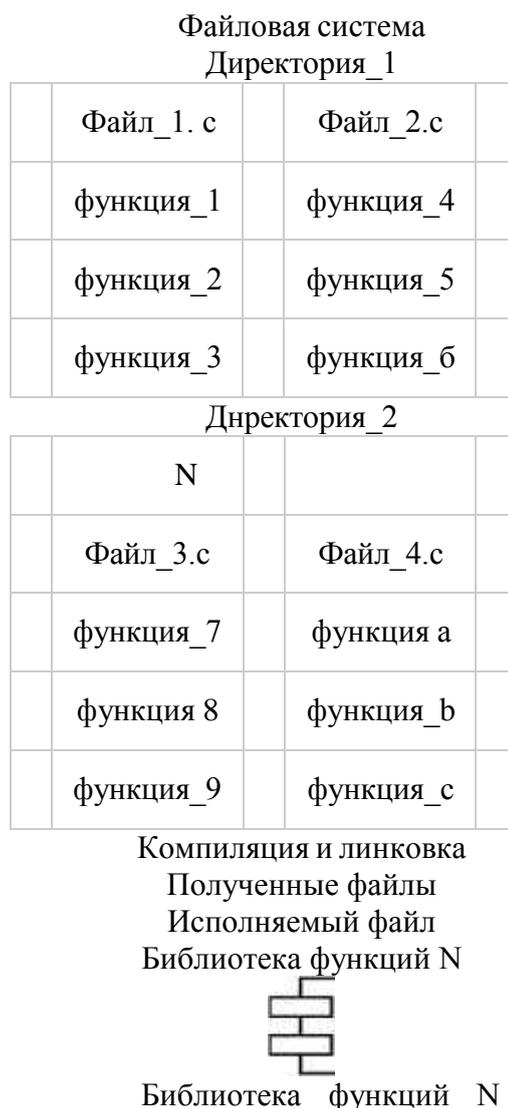 Файловая система
Директория_1
Файл_1. с Файл_2.с
функция_1 функция_4
функция_2 функция_5
функция_3 функция_б
Днректория_2
N
Файл_3.с Файл_4.с
функция_7 функция а
функция 8 функция_b
функция_9 функция_с
Компиляция и линковка
Полученные файлы
Исполняемый файл
Библиотека функций N
Библиотека функций N